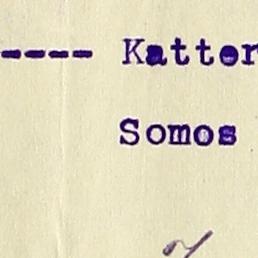 ---- Katter
Somos